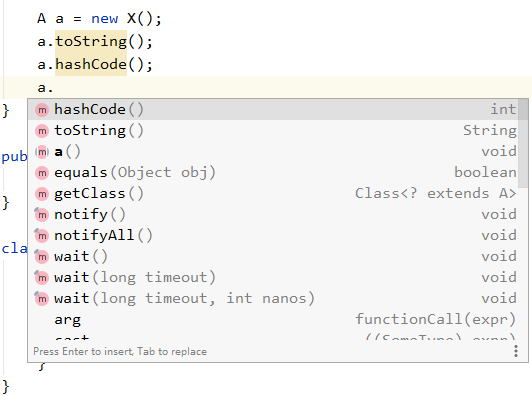 A a = new X();
a.toString();
a.hashCode();
a.
}
m hashCode() int
m toString() String
pub
m a() void
m equals(Object obj) boolean
}
m getClass() Class<? extends A>
m notify() void
m notifyAll() void
cla
m wait() void
m wait(long timeout) void
m wait(long timeout, int nanos) void
arg functionCall(expr)
cast ((SomeType) expr)
Press Enter to insert, Tab to replace
}
}